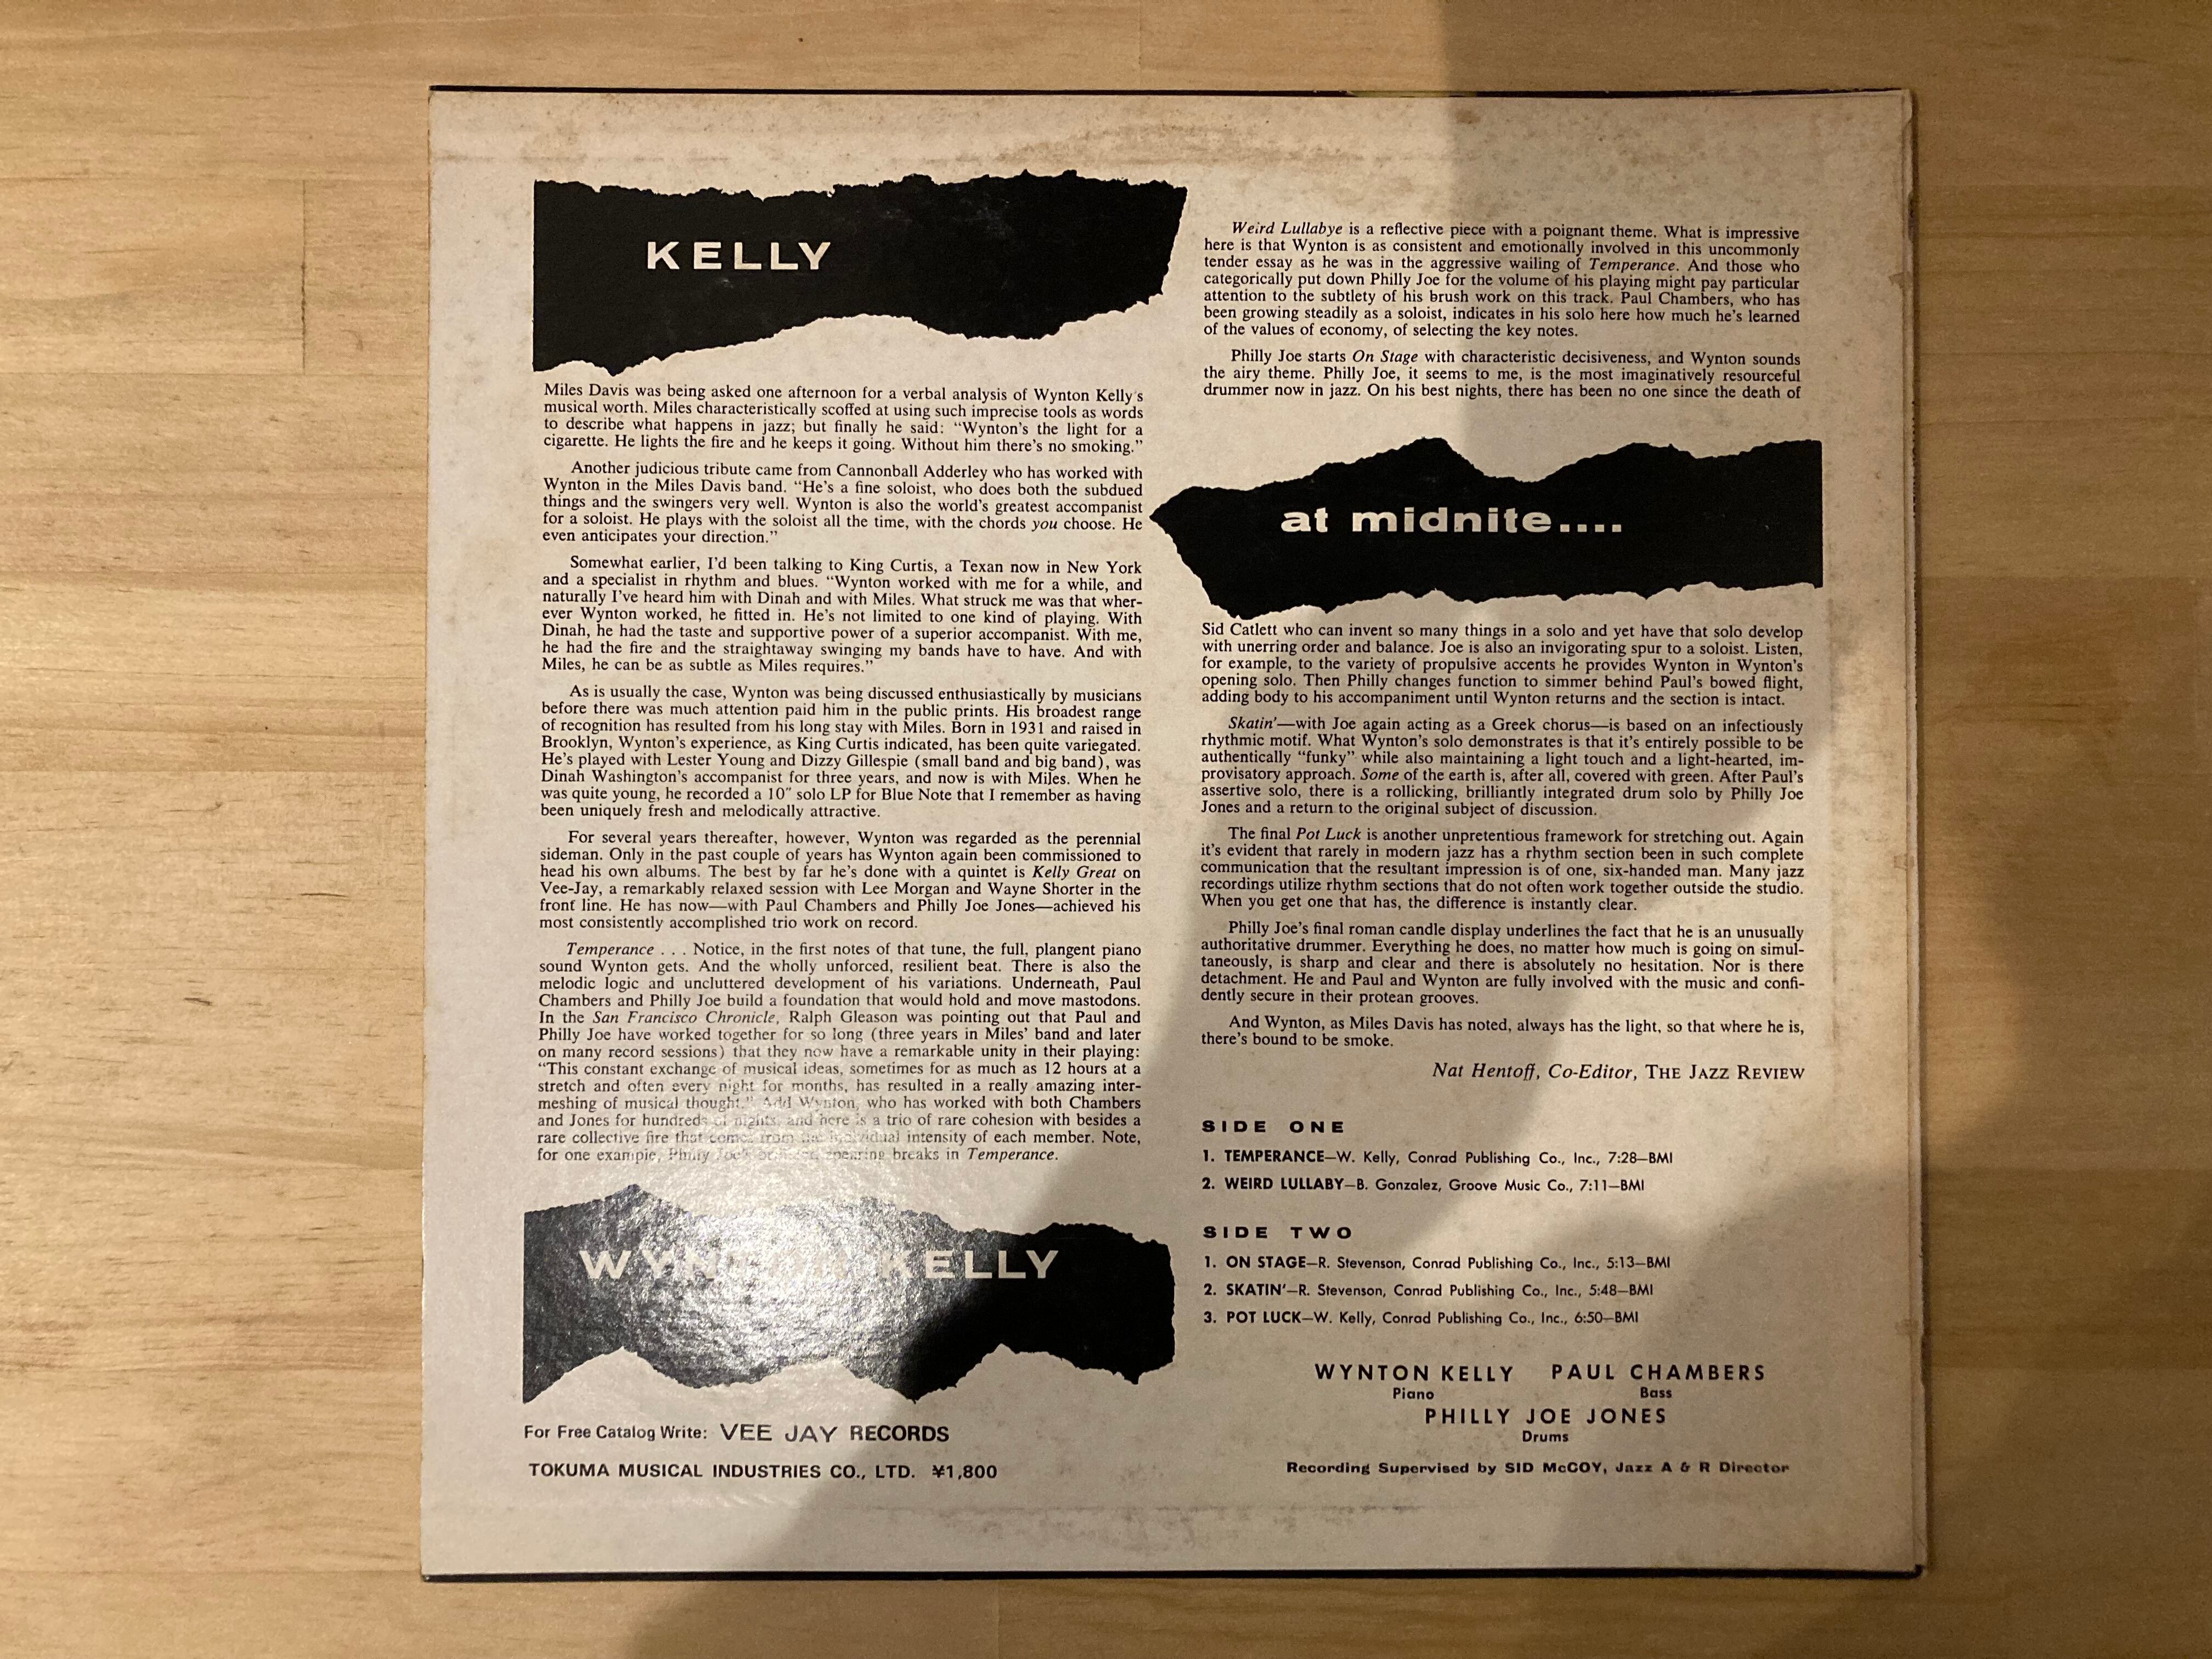 KELLY
Miles Davis was being asked one afternoon for a verbal analysis of Wynton Kelly's
musical worth. Miles characteristically scoffed at using such imprecise tools as words
to describe what happens in jazz; but finally he said: “Wynton's the light for a
cigarette. He lights the fire and he keeps it going. Without him there's no smoking.”
Another judicious tribute came from Cannonball Adderley who has worked with
Wynton in the Miles Davis band. “He's a fine soloist, who does both the subdued
things and the swingers very well. Wynton is also the world's greatest accompanist
for a soloist. He plays with the soloist all the time, with the chords you choose. He
even anticipates your direction.”
Somewhat earlier, I'd been talking to King Curtis, a Texan now in New York
and a specialist in rhythm and blues. “Wynton worked with me for a while, and
naturally I've heard him with Dinah and with Miles. What struck me was that wher-
ever Wynton worked, he fitted in. He's not limited to one kind of playing. With
Dinah, he had the taste and supportive power of a superior accompanist. With me,
he had the fire and the straightaway swinging my bands have to have. And with
Miles, he can be as subtle as Miles requires.”
As is usually the case, Wynton was being discussed enthusiastically by musicians
before there was much attention paid him in the public prints. His broadest range
of recognition has resulted from his long stay with Miles. Born in 1931 and raised in
Brooklyn, Wynton's experience, as King Curtis indicated, has been quite variegated.
He's played with Lester Young and Dizzy Gillespie (small band and big band), was
Dinah Washington's accompanist for three years, and now is with Miles. When he
was quite young, he recorded a 10″ solo LP for Blue Note that I remember as having
been uniquely fresh and melodically attractive.
For several years thereafter, however, Wynton was regarded as the perennial
sideman. Only in the past couple of years has Wynton again been commissioned to
head his own albums. The best by far he's done with a quintet is Kelly Great on
Vee-Jay, a remarkably relaxed session with Lee Morgan and Wayne Shorter in the
front line. He has now—with Paul Chambers and Philly Joe Jones—achieved his
most consistently accomplished trio work on record.
Temperance . . . Notice, in the first notes of that tune, the full, plangent piano
sound Wynton gets. And the wholly unforced, resilient beat. There is also the
melodic logic and uncluttered development of his variations. Underneath, Paul
Chambers and Philly Joe build a foundation that would hold and move mastodons.
In the San Francisco Chronicle, Ralph Gleason was pointing out that Paul and
Philly Joe have worked together for so long (three years in Miles' band and later
on many record sessions) that they now have a remarkable unity in their playing:
“This constant exchange of musical ideas, sometimes for as much as 12 hours at a
stretch and often every night for months, has resulted in a really amazing inter-
meshing of musical thought.” Add Wynton, who has worked with both Chambers
and Jones for hundreds of nights, and here is a trio of rare cohesion with besides a
rare collective fire that comes from the individual intensity of each member. Note,
for one example, Philly Joe's spearing breaks in Temperance.
WYNTON KELLY
For Free Catalog Write: VEE JAY RECORDS
TOKUMA MUSICAL INDUSTRIES CO., LTD. ¥1,800
Weird Lullabye is a reflective piece with a poignant theme. What is impressive
here is that Wynton is as consistent and emotionally involved in this uncommonly
tender essay as he was in the aggressive wailing of Temperance. And those who
categorically put down Philly Joe for the volume of his playing might pay particular
attention to the subtlety of his brush work on this track. Paul Chambers, who has
been growing steadily as a soloist, indicates in his solo here how much he's learned
of the values of economy, of selecting the key notes.
Philly Joe starts On Stage with characteristic decisiveness, and Wynton sounds
the airy theme. Philly Joe, it seems to me, is the most imaginatively resourceful
drummer now in jazz. On his best nights, there has been no one since the death of
at midnite....
Sid Catlett who can invent so many things in a solo and yet have that solo develop
with unerring order and balance. Joe is also an invigorating spur to a soloist. Listen,
for example, to the variety of propulsive accents he provides Wynton in Wynton's
opening solo. Then Philly changes function to simmer behind Paul's bowed flight,
adding body to his accompaniment until Wynton returns and the section is intact.
Skatin'—with Joe again acting as a Greek chorus—is based on an infectiously
rhythmic motif. What Wynton's solo demonstrates is that it's entirely possible to be
authentically “funky” while also maintaining a light touch and a light-hearted, im-
provisatory approach. Some of the earth is, after all, covered with green. After Paul's
assertive solo, there is a rollicking, brilliantly integrated drum solo by Philly Joe
Jones and a return to the original subject of discussion.
The final Pot Luck is another unpretentious framework for stretching out. Again
it's evident that rarely in modern jazz has a rhythm section been in such complete
communication that the resultant impression is of one, six-handed man. Many jazz
recordings utilize rhythm sections that do not often work together outside the studio.
When you get one that has, the difference is instantly clear.
Philly Joe's final roman candle display underlines the fact that he is an unusually
authoritative drummer. Everything he does, no matter how much is going on simul-
taneously, is sharp and clear and there is absolutely no hesitation. Nor is there
detachment. He and Paul and Wynton are fully involved with the music and confi-
dently secure in their protean grooves.
And Wynton, as Miles Davis has noted, always has the light, so that where he is,
there's bound to be smoke.
Nat Hentoff, Co-Editor, THE JAZZ REVIEW
SIDE ONE
1. TEMPERANCE—W. Kelly, Conrad Publishing Co., Inc., 7:28—BMI
2. WEIRD LULLABY—B. Gonzalez, Groove Music Co., 7:11—BMI
SIDE TWO
1. ON STAGE—R. Stevenson, Conrad Publishing Co., Inc., 5:13—BMI
2. SKATIN'—R. Stevenson, Conrad Publishing Co., Inc., 5:48—BMI
3. POT LUCK—W. Kelly, Conrad Publishing Co., Inc., 6:50—BMI
WYNTON KELLY PAUL CHAMBERS
Piano Bass
PHILLY JOE JONES
Drums
Recording Supervised by SID McCOY, Jazz A & R Director